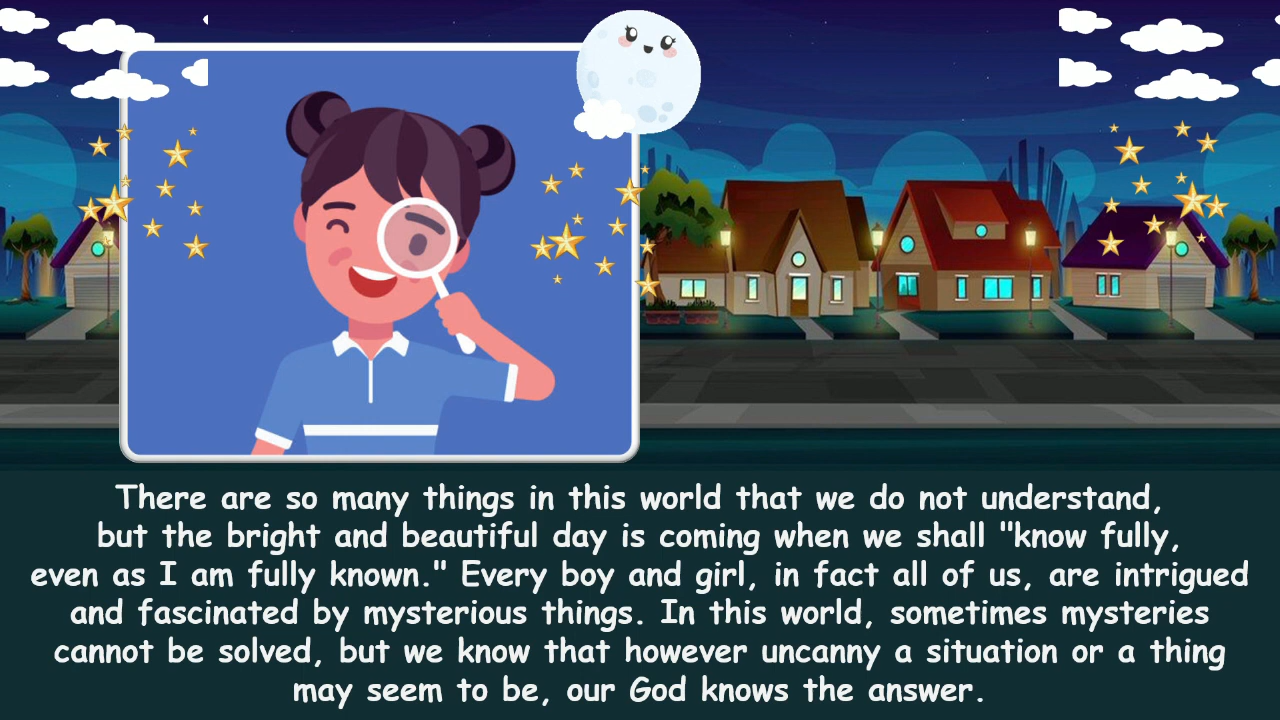 There are so many things in this world that we do not understand,
but the bright and beautiful day is coming when we shall "know fully,
even as I am fully known." Every boy and girl, in fact all of us, are intrigued
and fascinated by mysterious things. In this world, sometimes mysteries
cannot be solved, but we know that however uncanny a situation or a thing
may seem to be, our God knows the answer.